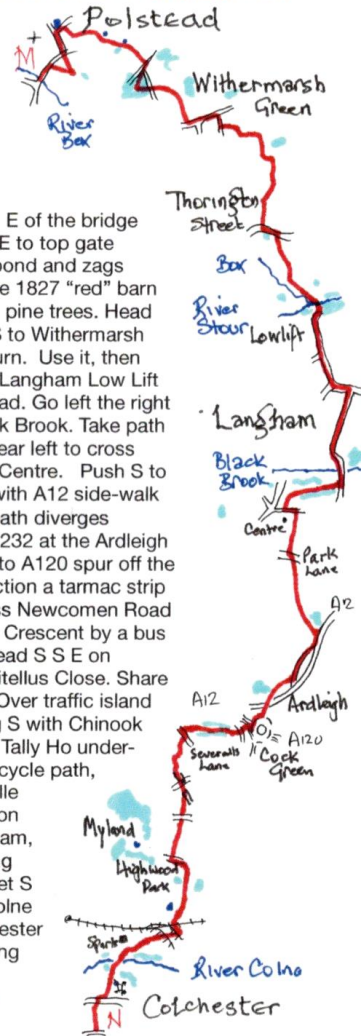 Polstead
M
River
Box
Withermarsh
Green
Thorington
Street
Box
River
Stour
Lowlift
Langham
Black
Brook
Centre
Park
Lane
A12
Ardleigh
A12
A120
Severalls
Lane
Cock
Green
Myland
Highwood
Park
Sports
River Colne
Colchester
N
E of the bridge
E to top gate
pond and zags
e 1827 “red” barn
pine trees. Head
S to Withermarsh
urn. Use it, then
Langham Low Lift
ad. Go left the right
k Brook. Take path
ear left to cross
Centre. Push S to
with A12 side-walk
ath diverges
232 at the Ardleigh
to A120 spur off the
ction a tarmac strip
ss Newcomen Road
Crescent by a bus
ead S S E on
itellus Close. Share
Over traffic island
g S with Chinook
Tally Ho under-
cycle path,
lle
on
am,
g
et S
olne
ester
ng